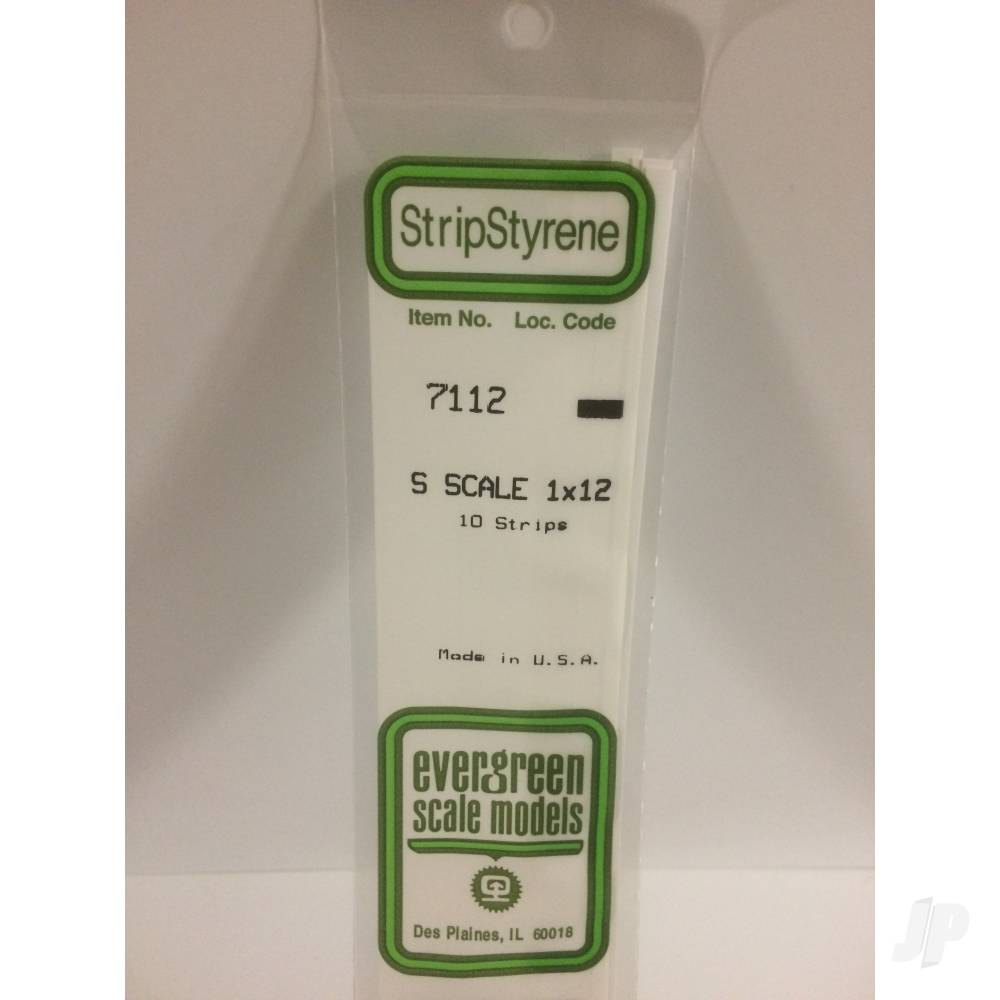 StripStyrene
Item No. Loc. Code
7112
S SCALE 1x12
10 Strips
Made in U.S.A.
evergreen
scale models
Des Plaines, IL 60018
JP